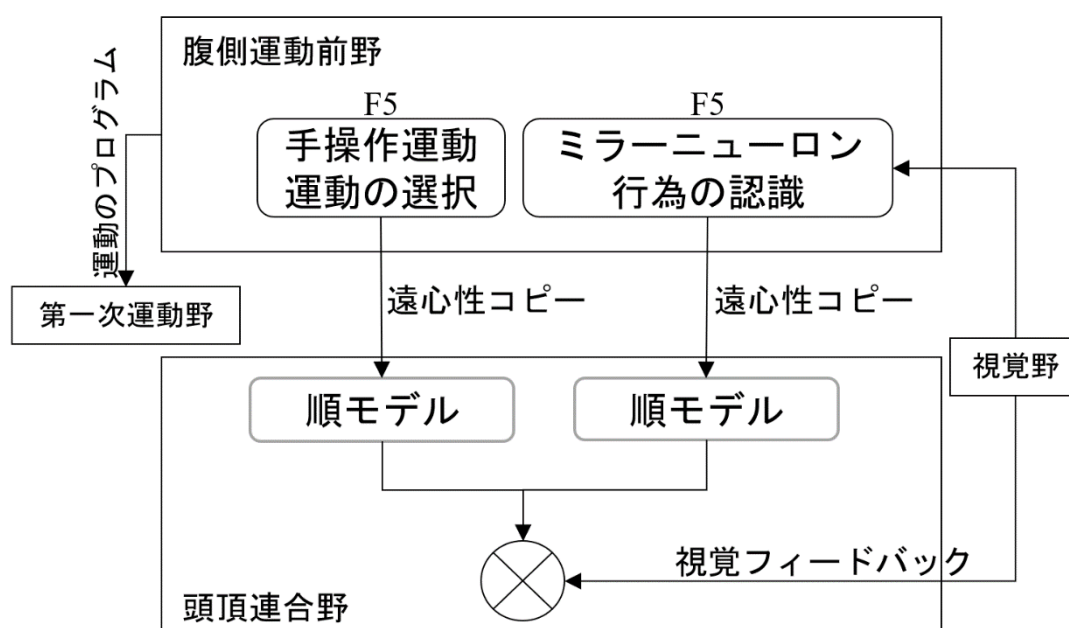 腹側運動前野
運動のプログラム
F5
手操作運動
運動の選択
F5
ミラーニューロン
行為の認識
第一次運動野
遠心性コピー
遠心性コピー
視覚野
順モデル
順モデル
視覚フィードバック
頭頂連合野